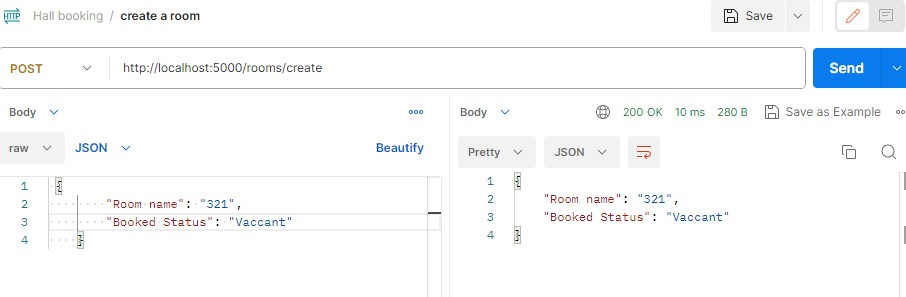 HTTP Hall booking / create a room Save
POST http://localhost:5000/rooms/create Send
Body
raw JSON Beautify
1 {
2 "Room name": "321",
3 "Booked Status": "Vaccant"
4 }
Body 200 OK 10 ms 280 B Save as Example
Pretty JSON
1 {
2 "Room name": "321",
3 "Booked Status": "Vaccant"
4 }